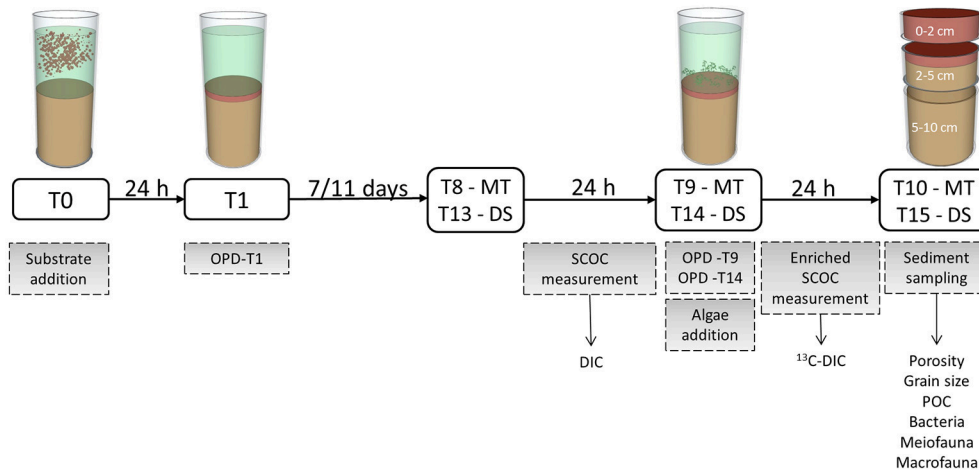 0-2 cm
2-5 cm
5-10 cm
T0
24 h
T1
7/11 days
T8 - MT
T13 - DS
24 h
T9 - MT
T14 - DS
24 h
T10 - MT
T15 - DS
Substrate
addition
OPD-T1
SCOC
measurement
DIC
OPD -T9
OPD -T14
Algae
addition
Enriched
SCOC
measurement
¹³C-DIC
Sediment
sampling
Porosity
Grain size
POC
Bacteria
Meiofauna
Macrofauna